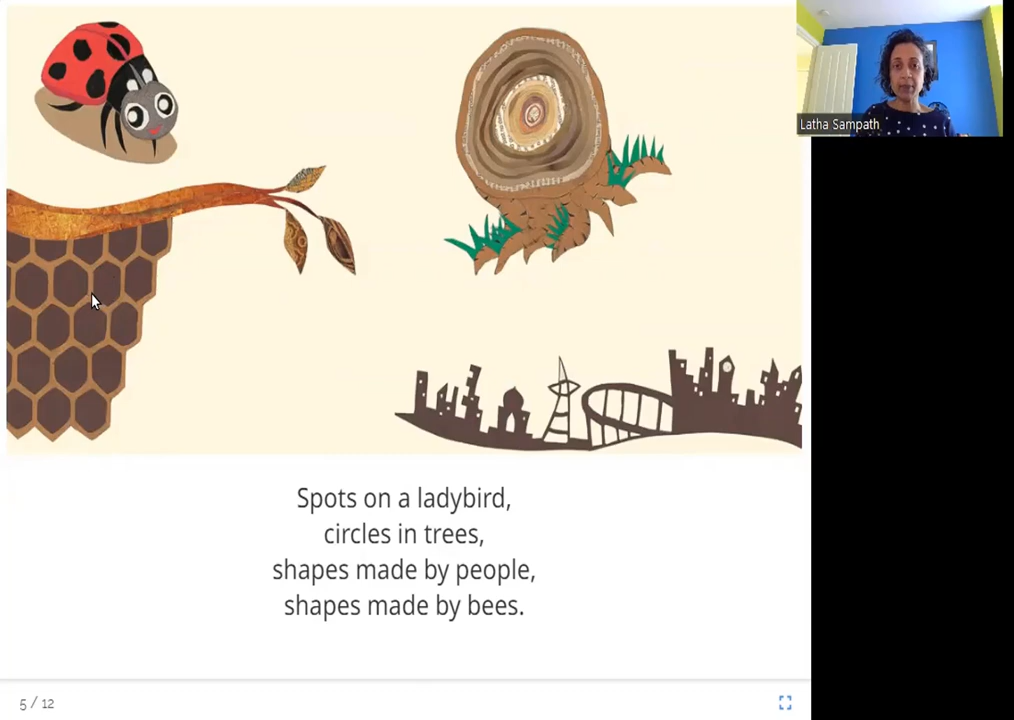 Latha Sampath
Spots on a ladybird,
circles in trees,
shapes made by people,
shapes made by bees.
5 / 12